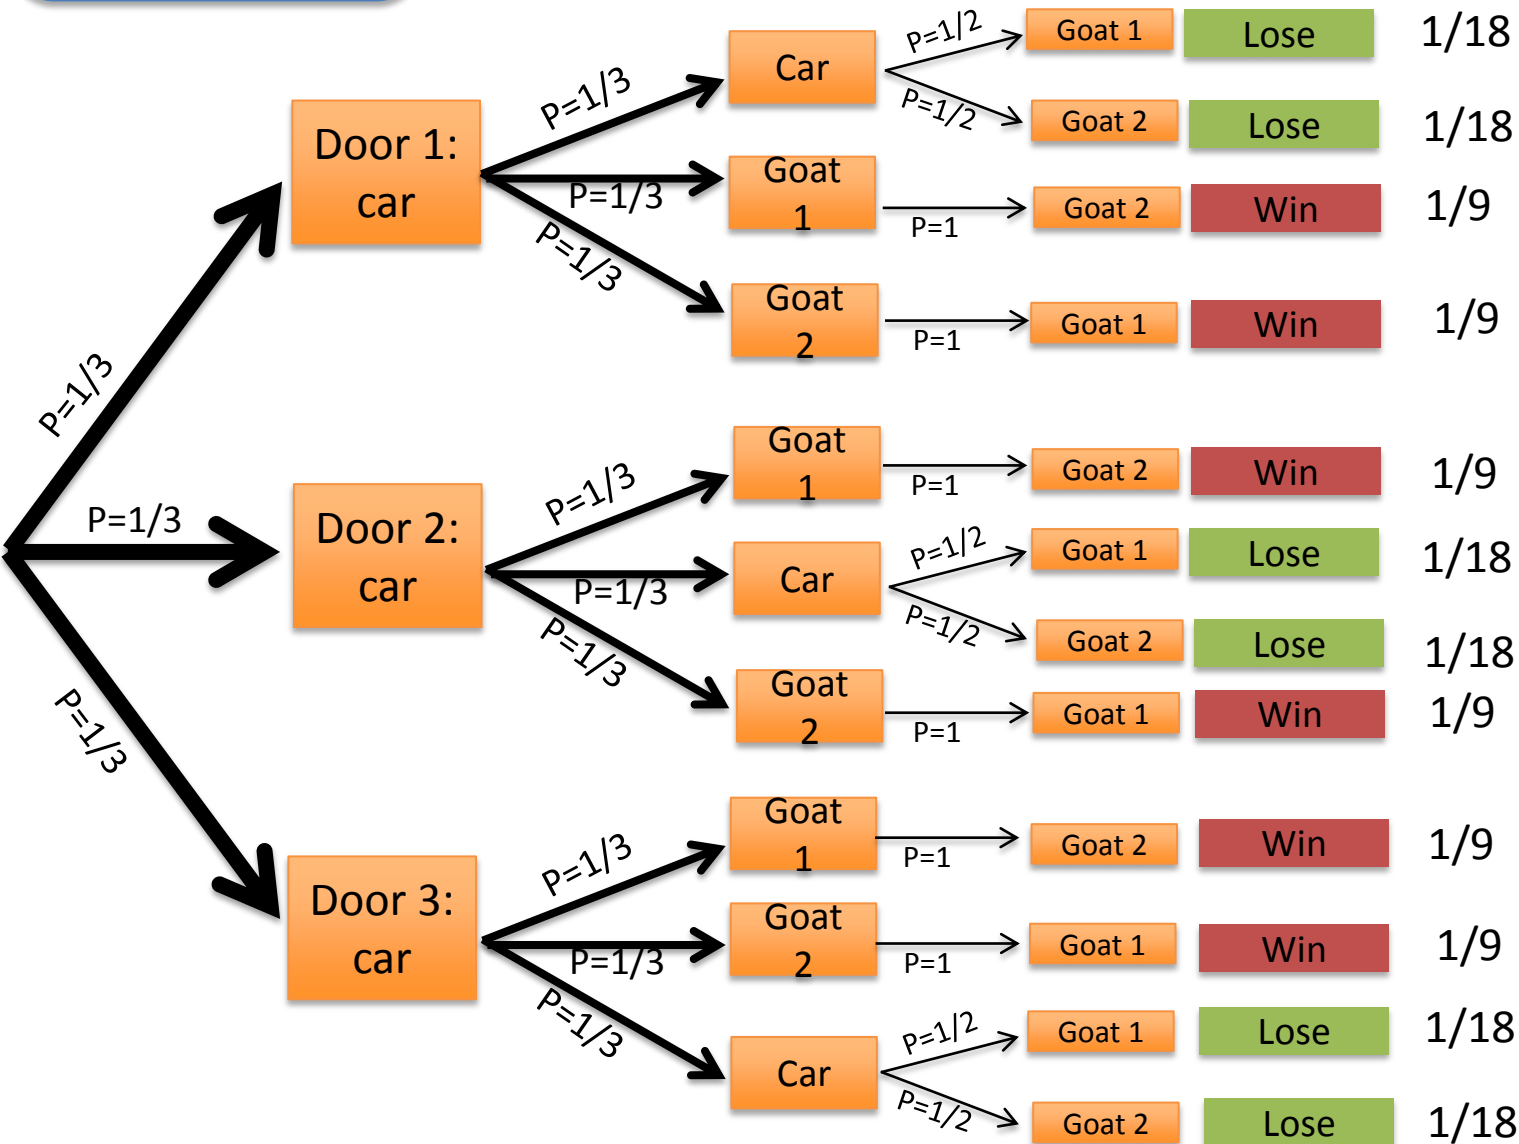 P=1/2
Goat 1
Lose
1/18
Car
P=1/3
P=1/2
Goat 2
Lose
1/18
Door 1:
car
P=1/3
Goat
1
P=1
Goat 2
Win
1/9
P=1/3
Goat
2
P=1
Goat 1
Win
1/9
P=1/3
Goat
1
P=1
Goat 2
Win
1/9
P=1/3
P=1/3
Door 2:
car
P=1/3
Car
P=1/2
Goat 1
Lose
1/18
P=1/2
Goat 2
Lose
1/18
P=1/3
Goat
2
P=1
Goat 1
Win
1/9
P=1/3
P=1/3
Goat
1
P=1
Goat 2
Win
1/9
Door 3:
car
P=1/3
Goat
2
P=1
Goat 1
Win
1/9
P=1/3
Car
P=1/2
Goat 1
Lose
1/18
P=1/2
Goat 2
Lose
1/18